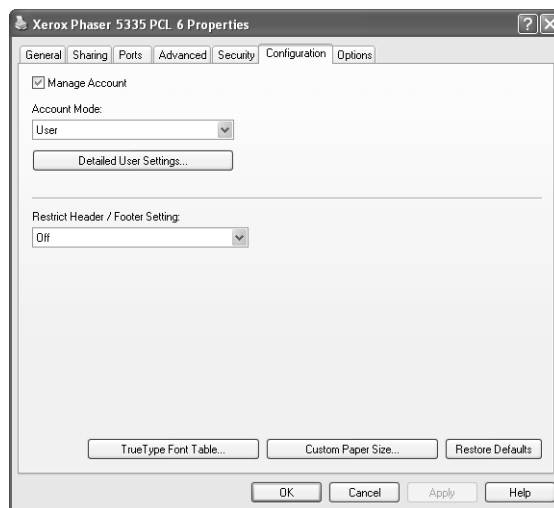 Xerox Phaser 5335 PCL 6 Properties
General Sharing Ports Advanced Security Configuration Options
Manage Account
Account Mode:
User
Detailed User Settings...
Restrict Header / Footer Setting:
Off
TrueType Font Table... Custom Paper Size... Restore Defaults
OK Cancel Apply Help